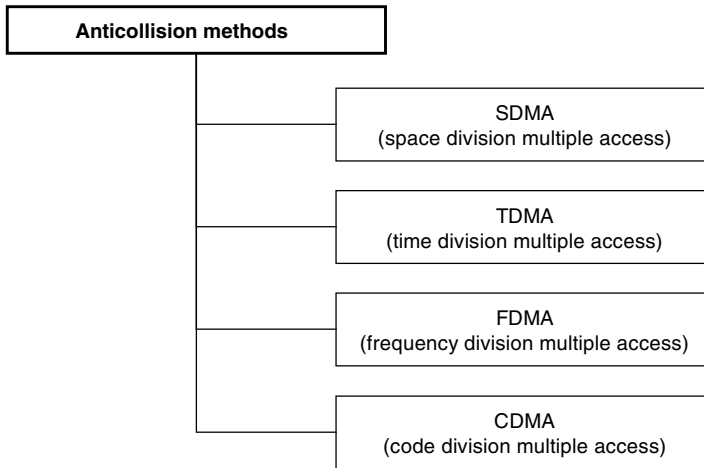 Anticollision methods
SDMA
(space division multiple access)
TDMA
(time division multiple access)
FDMA
(frequency division multiple access)
CDMA
(code division multiple access)